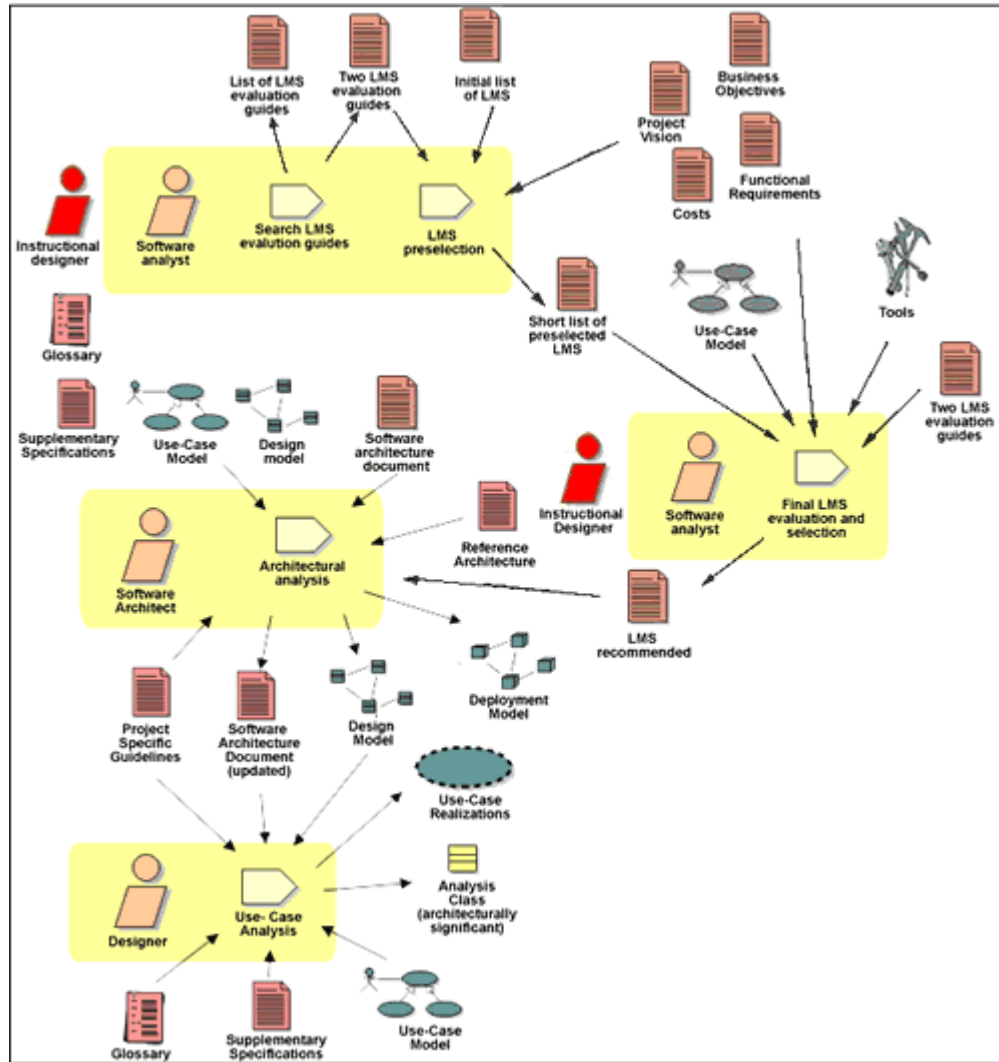 List of LMS
evaluation
guides
Two LMS
evaluation
guides
Initial list
of LMS
Business
Objectives
Project
Vision
Functional
Requirements
Costs
Instructional
designer
Software
analyst
Search LMS
evalution guides
LMS
preselection
Glossary
Short list of
preselected
LMS
Use-Case
Model
Tools
Two LMS
evaluation
guides
Supplementary
Specifications
Use-Case
Model
Design
model
Software
architecture
document
Instructional
Designer
Software
analyst
Final LMS
evaluation and
selection
Software
Architect
Architectural
analysis
Reference
Architecture
LMS
recommended
Project
Specific
Guidelines
Software
Architecture
Document
(updated)
Design
Model
Deployment
Model
Use-Case
Realizations
Designer
Use- Case
Analysis
Analysis
Class
(architecturally
significant)
Glossary
Supplementary
Specifications
Use-Case
Model